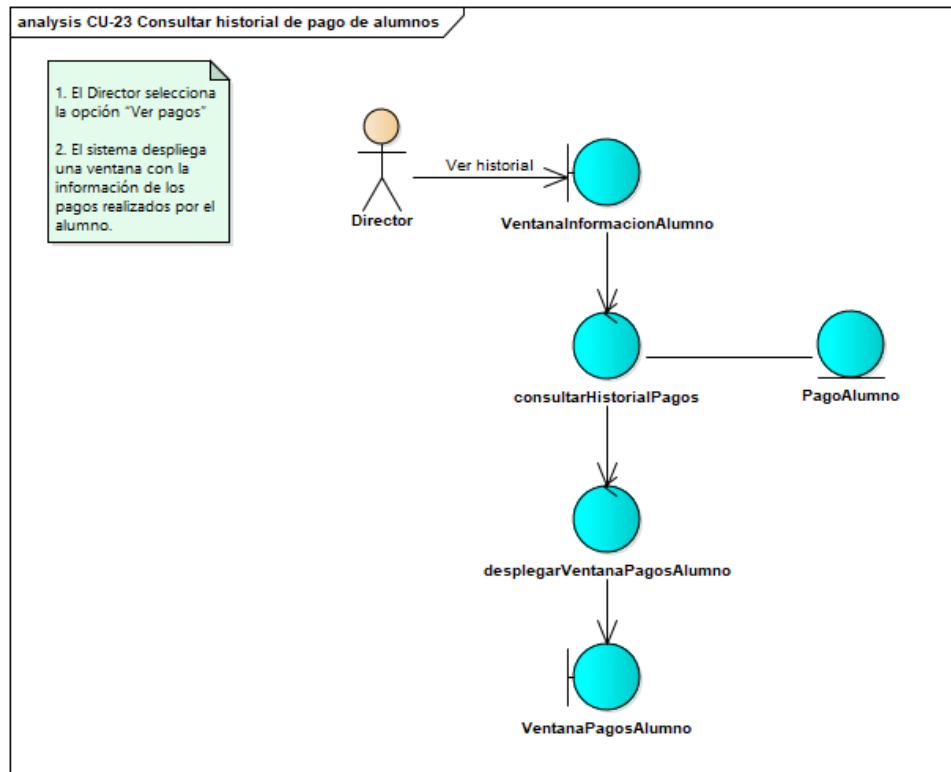 analysis CU-23 Consultar historial de pago de alumnos
1. El Director selecciona
la opción "Ver pagos"
2. El sistema despliega
una ventana con la
información de los
pagos realizados por el
alumno.
Ver historial
Director
VentanaInformacionAlumno
consultarHistorialPagos
PagoAlumno
desplegarVentanaPagosAlumno
VentanaPagosAlumno